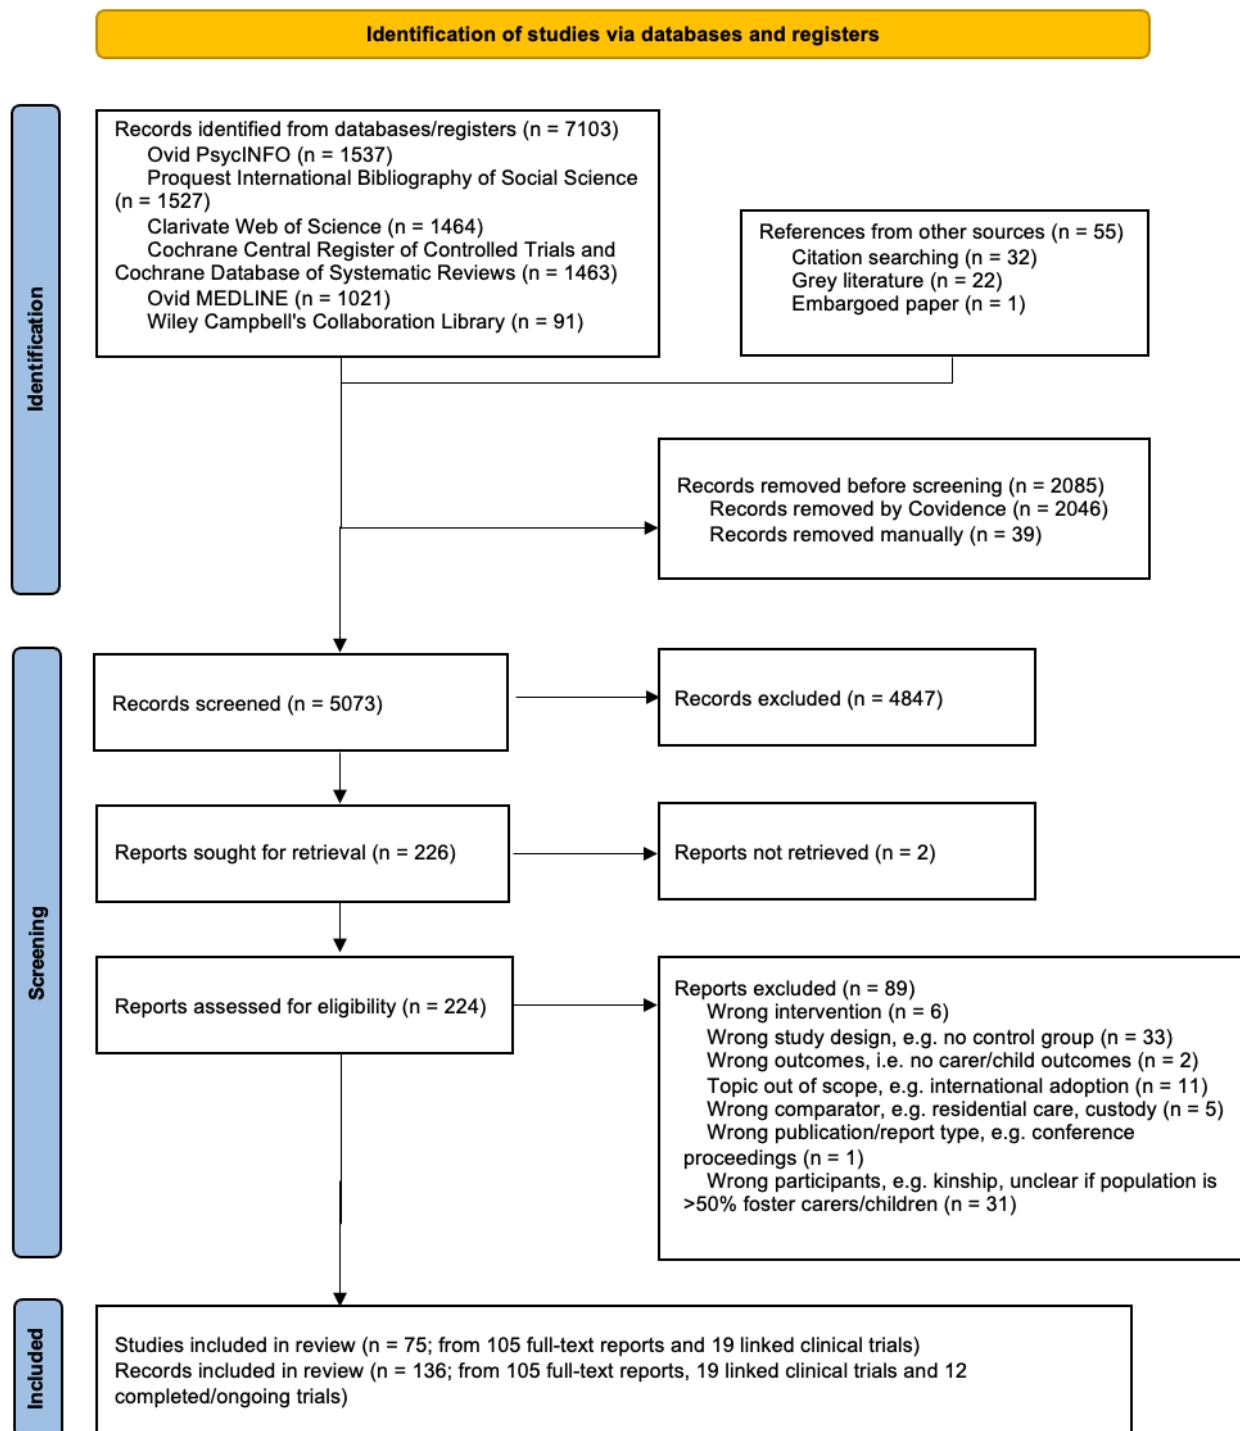 Identification of studies via databases and registers
Identification
Records identified from databases/registers (n = 7103)
Ovid PsycINFO (n = 1537)
Proquest International Bibliography of Social Science
(n = 1527)
Clarivate Web of Science (n = 1464)
Cochrane Central Register of Controlled Trials and
Cochrane Database of Systematic Reviews (n = 1463)
Ovid MEDLINE (n = 1021)
Wiley Campbell's Collaboration Library (n = 91)
References from other sources (n = 55)
Citation searching (n = 32)
Grey literature (n = 22)
Embargoed paper (n = 1)
Records removed before screening (n = 2085)
Records removed by Covidence (n = 2046)
Records removed manually (n = 39)
Screening
Records screened (n = 5073)
Records excluded (n = 4847)
Reports sought for retrieval (n = 226)
Reports not retrieved (n = 2)
Reports assessed for eligibility (n = 224)
Reports excluded (n = 89)
Wrong intervention (n = 6)
Wrong study design, e.g. no control group (n = 33)
Wrong outcomes, i.e. no carer/child outcomes (n = 2)
Topic out of scope, e.g. international adoption (n = 11)
Wrong comparator, e.g. residential care, custody (n = 5)
Wrong publication/report type, e.g. conference
proceedings (n = 1)
Wrong participants, e.g. kinship, unclear if population is
>50% foster carers/children (n = 31)
Included
Studies included in review (n = 75; from 105 full-text reports and 19 linked clinical trials)
Records included in review (n = 136; from 105 full-text reports, 19 linked clinical trials and 12
completed/ongoing trials)